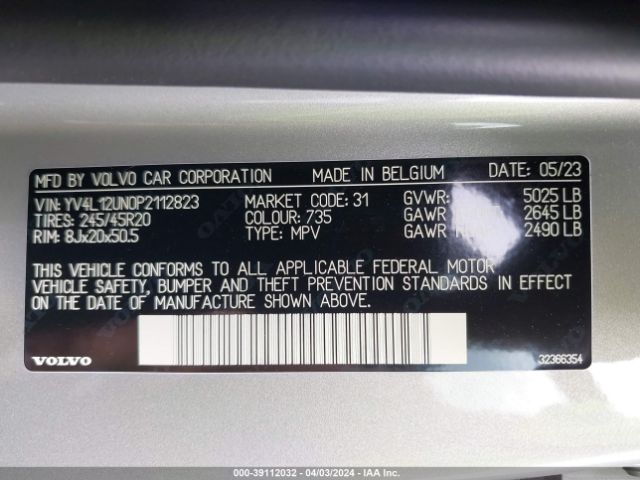 MFD BY VOLVO CAR CORPORATION MADE IN BELGIUM DATE: 05/23
VIN: YV4L12UN0P2112823 MARKET CODE: 31 GVWR: 5025 LB
TIRES: 245/45R20 COLOUR: 735 GAWR 2645 LB
RIM: 8Jx20x50.5 TYPE: MPV GAWR 2490 LB
THIS VEHICLE CONFORMS TO ALL APPLICABLE FEDERAL MOTOR
VEHICLE SAFETY, BUMPER AND THEFT PREVENTION STANDARDS IN EFFECT
ON THE DATE OF MANUFACTURE SHOWN ABOVE.
VOLVO 32366354
000-39112032 - 04/03/2024 - IAA Inc.